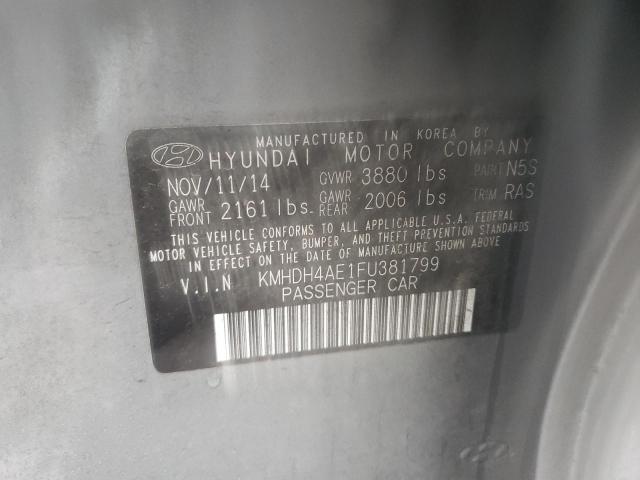 MANUFACTURED IN KOREA BY
HYUNDAI MOTOR COMPANY
NOV/11/14 GVWR 3880 lbs PAINT N5S
GAWR FRONT 2161 lbs. GAWR REAR 2006 lbs TRIM RAS
THIS VEHICLE CONFORMS TO ALL APPLICABLE U.S.A. FEDERAL
MOTOR VEHICLE SAFETY, BUMPER, AND THEFT PREVENTION STANDARDS
IN EFFECT ON THE DATE OF MANUFACTURE SHOWN ABOVE.
V.I.N KMHDH4AE1FU381799
PASSENGER CAR